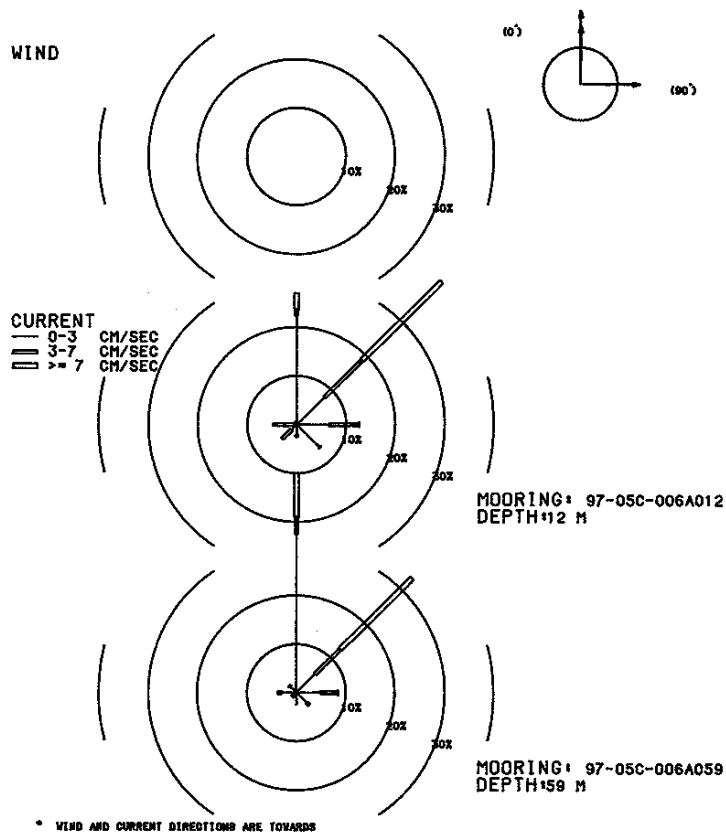 WIND
(0°)
(90°)
10%
20%
30%
CURRENT
0-3 CM/SEC
3-7 CM/SEC
>= 7 CM/SEC
10%
20%
30%
MOORING: 97-05C-006A012
DEPTH:12 M
10%
20%
30%
MOORING: 97-05C-006A059
DEPTH:59 M
* WIND AND CURRENT DIRECTIONS ARE TOWARDS